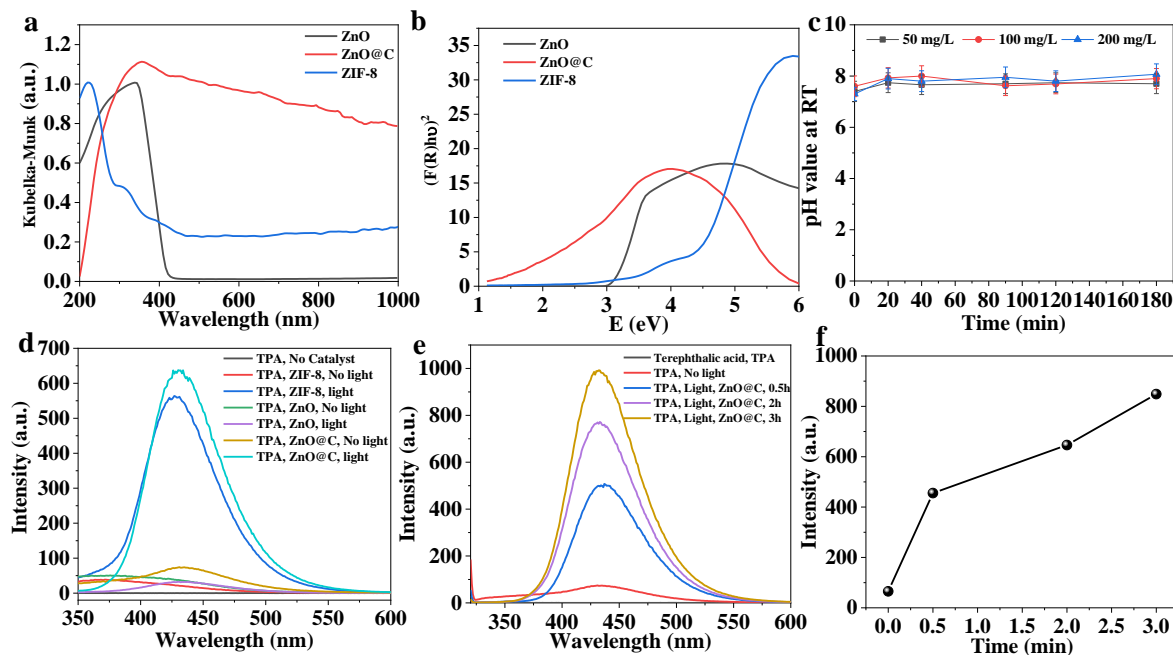 a
ZnO
ZnO@C
ZIF-8
Kubelka-Munk (a.u.)
1.2
1.0
0.8
0.6
0.4
0.2
0.0
200 400 600 800 1000
Wavelength (nm)
b
ZnO
ZnO@C
ZIF-8
(F(R)hυ)²
35
30
25
20
15
10
5
0
1 2 3 4 5 6
E (eV)
c
50 mg/L 100 mg/L 200 mg/L
pH value at RT
10
8
6
4
2
0
0 20 40 60 80 100 120 140 160 180
Time (min)
d
TPA, No Catalyst
TPA, ZIF-8, No light
TPA, ZIF-8, light
TPA, ZnO, No light
TPA, ZnO, light
TPA, ZnO@C, No light
TPA, ZnO@C, light
Intensity (a.u.)
700
600
500
400
300
200
100
0
350 400 450 500 550 600
Wavelength (nm)
e
Terephthalic acid, TPA
TPA, No light
TPA, Light, ZnO@C, 0.5h
TPA, Light, ZnO@C, 2h
TPA, Light, ZnO@C, 3h
Intensity (a.u.)
1000
800
600
400
200
0
350 400 450 500 550 600
Wavelength (nm)
f
Intensity (a.u.)
1000
800
600
400
200
0
0.0 0.5 1.0 1.5 2.0 2.5 3.0
Time (min)